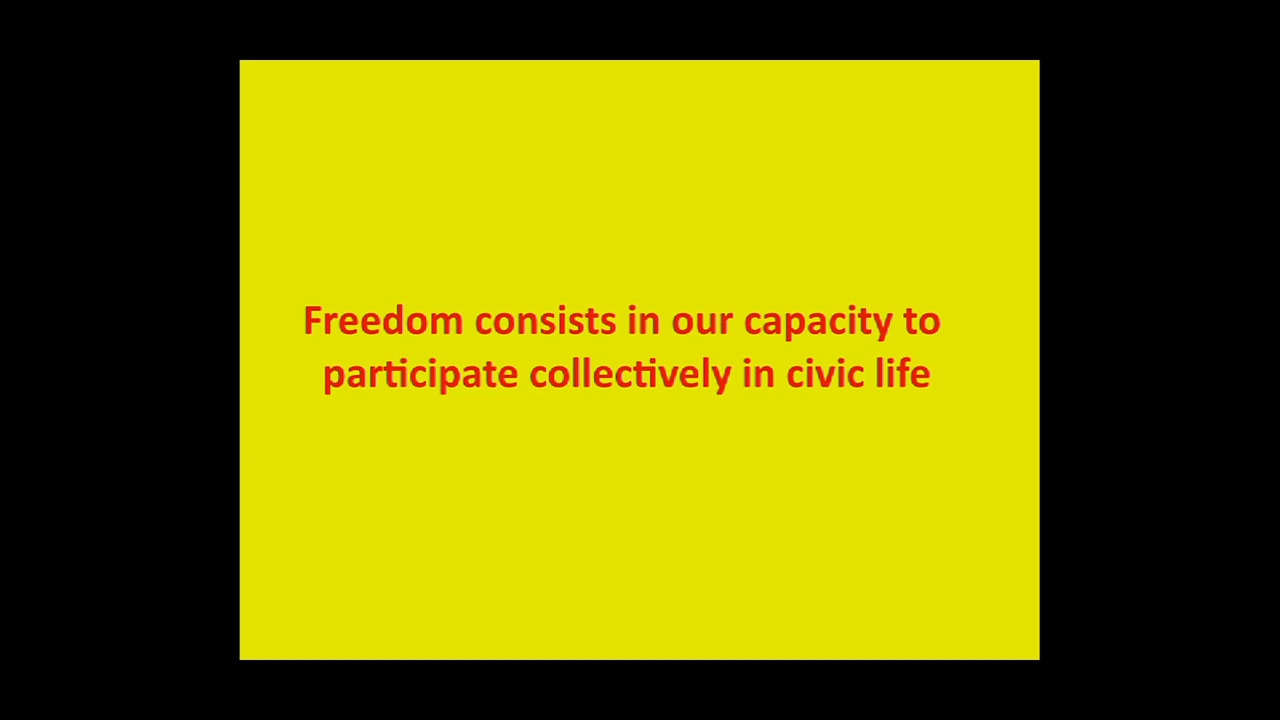 Freedom consists in our capacity to
participate collectively in civic life